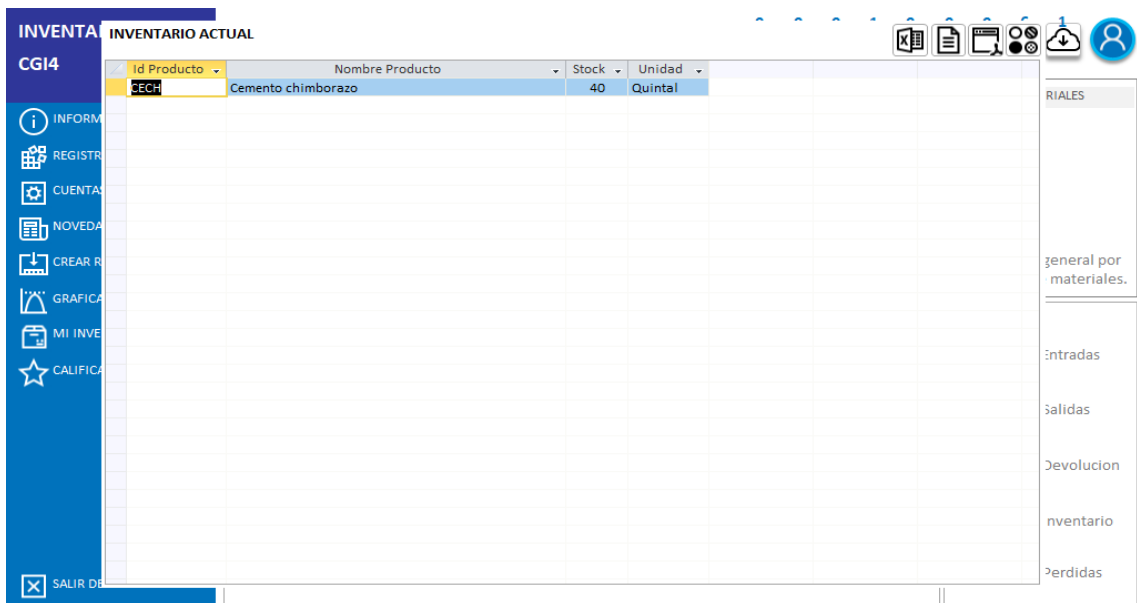 INVENTA
CGI4
INVENTARIO ACTUAL
Id Producto Nombre Producto Stock Unidad
CECH Cemento chimborazo 40 Quintal
INFORM
REGISTR
CUENTAS
NOVEDA
CREAR R
GRAFICA
MI INVE
CALIFICA
SALIR DE
RIALES
general por
materiales.
Entradas
Salidas
Devolucion
nventario
Perdidas